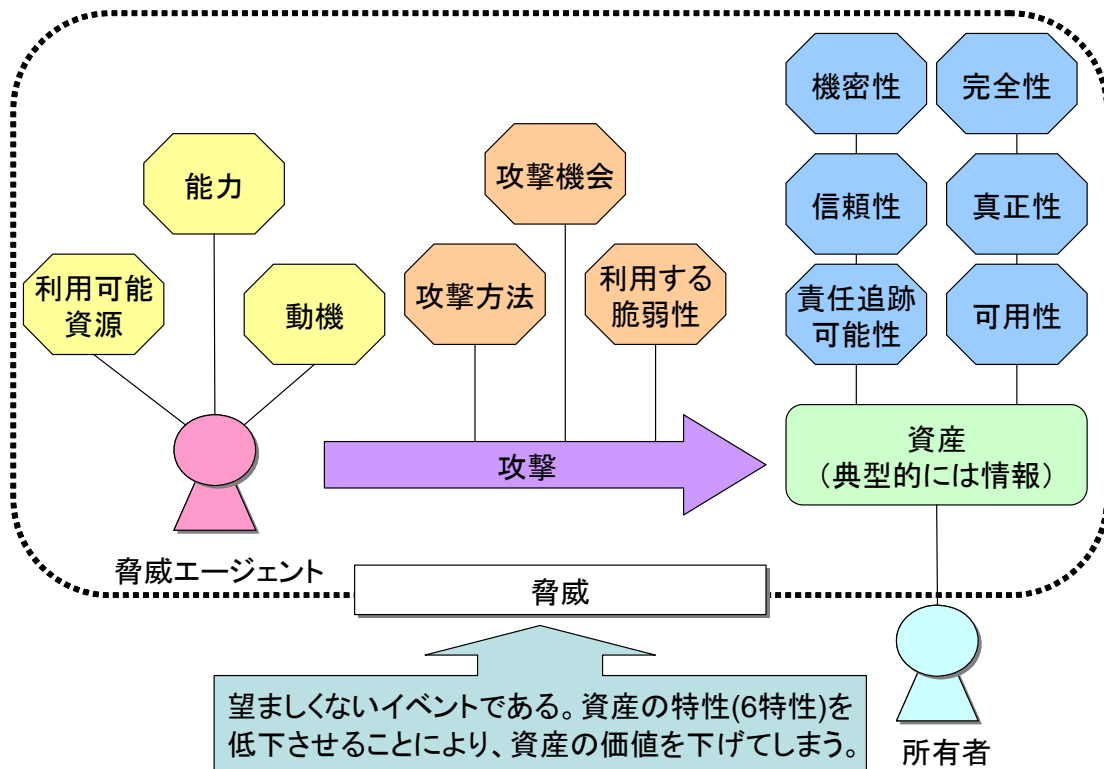 機密性
完全性
能力
攻撃機会
信頼性
真正性
利用可能
資源
動機
攻撃方法
利用する
脆弱性
責任追跡
可能性
可用性
攻撃
資産
（典型的には情報）
脅威エージェント
脅威
望ましくないイベントである。資産の特性(6特性)を
低下させることにより、資産の価値を下げてしまう。
所有者